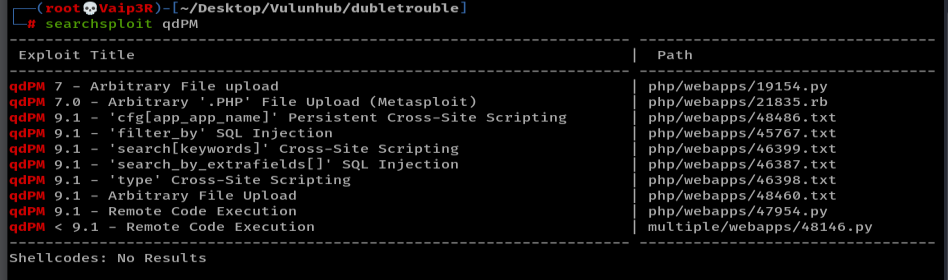 ┌──(root💀Vaip3R)-[~/Desktop/Vulunhub/dubletrouble]
└─# searchsploit qdPM
Exploit Title | Path
qdPM 7 - Arbitrary File upload | php/webapps/19154.py
qdPM 7.0 - Arbitrary '.PHP' File Upload (Metasploit) | php/webapps/21835.rb
qdPM 9.1 - 'cfg[app_app_name]' Persistent Cross-Site Scripting | php/webapps/48486.txt
qdPM 9.1 - 'filter_by' SQL Injection | php/webapps/45767.txt
qdPM 9.1 - 'search[keywords]' Cross-Site Scripting | php/webapps/46399.txt
qdPM 9.1 - 'search_by_extrafields[]' SQL Injection | php/webapps/46387.txt
qdPM 9.1 - 'type' Cross-Site Scripting | php/webapps/46398.txt
qdPM 9.1 - Arbitrary File Upload | php/webapps/48460.txt
qdPM 9.1 - Remote Code Execution | php/webapps/47954.py
qdPM < 9.1 - Remote Code Execution | multiple/webapps/48146.py
Shellcodes: No Results